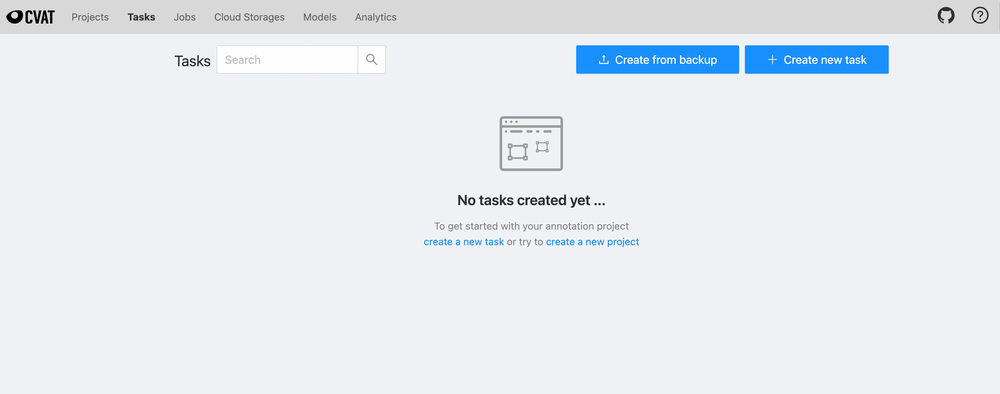 CVAT Projects Tasks Jobs Cloud Storages Models Analytics
Tasks Search Create from backup Create new task
No tasks created yet ...
To get started with your annotation project
create a new task or try to create a new project